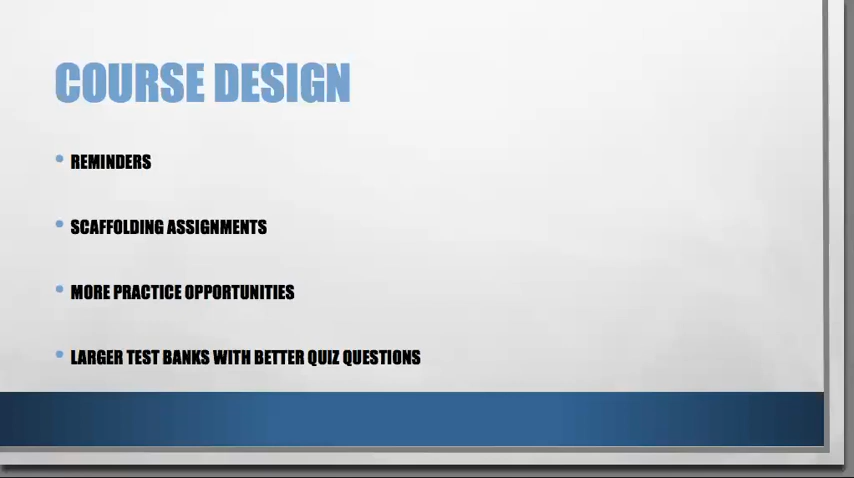 COURSE DESIGN
• REMINDERS
• SCAFFOLDING ASSIGNMENTS
• MORE PRACTICE OPPORTUNITIES
• LARGER TEST BANKS WITH BETTER QUIZ QUESTIONS